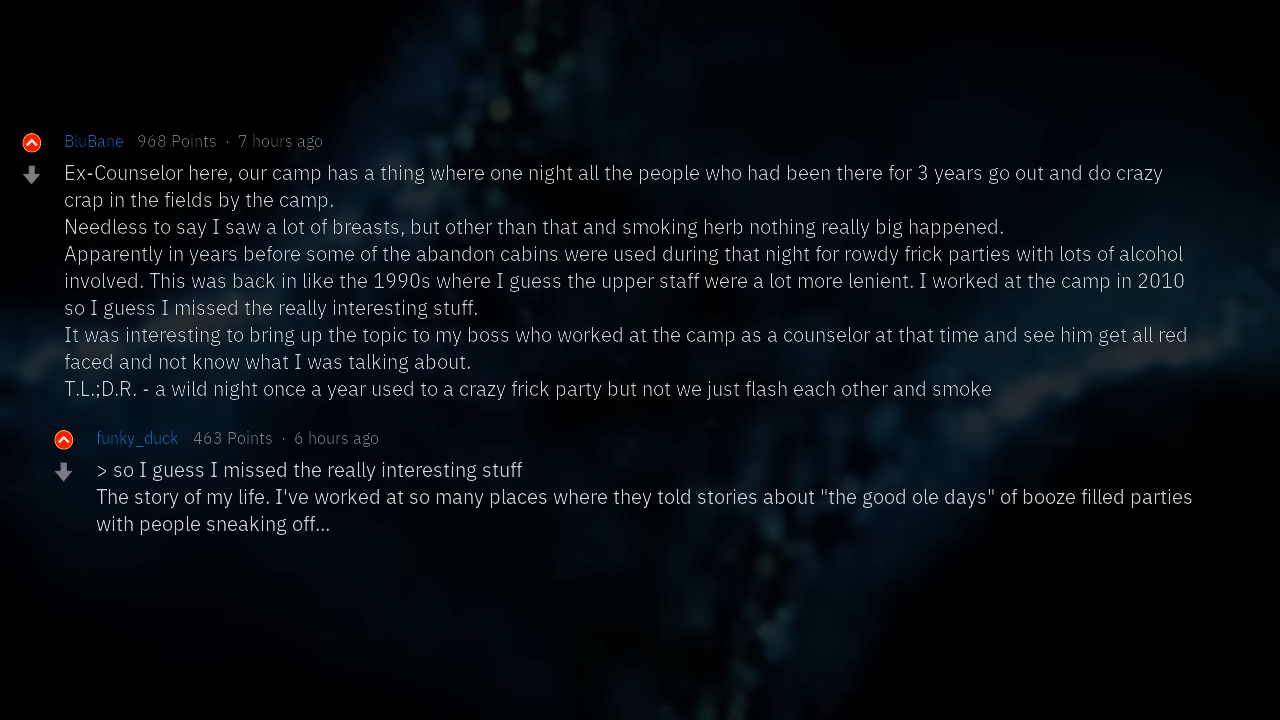 BluBane 968 Points · 7 hours ago
Ex-Counselor here, our camp has a thing where one night all the people who had been there for 3 years go out and do crazy
crap in the fields by the camp.
Needless to say I saw a lot of breasts, but other than that and smoking herb nothing really big happened.
Apparently in years before some of the abandon cabins were used during that night for rowdy frick parties with lots of alcohol
involved. This was back in like the 1990s where I guess the upper staff were a lot more lenient. I worked at the camp in 2010
so I guess I missed the really interesting stuff.
It was interesting to bring up the topic to my boss who worked at the camp as a counselor at that time and see him get all red
faced and not know what I was talking about.
T.L.;D.R. - a wild night once a year used to a crazy frick party but not we just flash each other and smoke
funky_duck 463 Points · 6 hours ago
> so I guess I missed the really interesting stuff
The story of my life. I've worked at so many places where they told stories about "the good ole days" of booze filled parties
with people sneaking off...